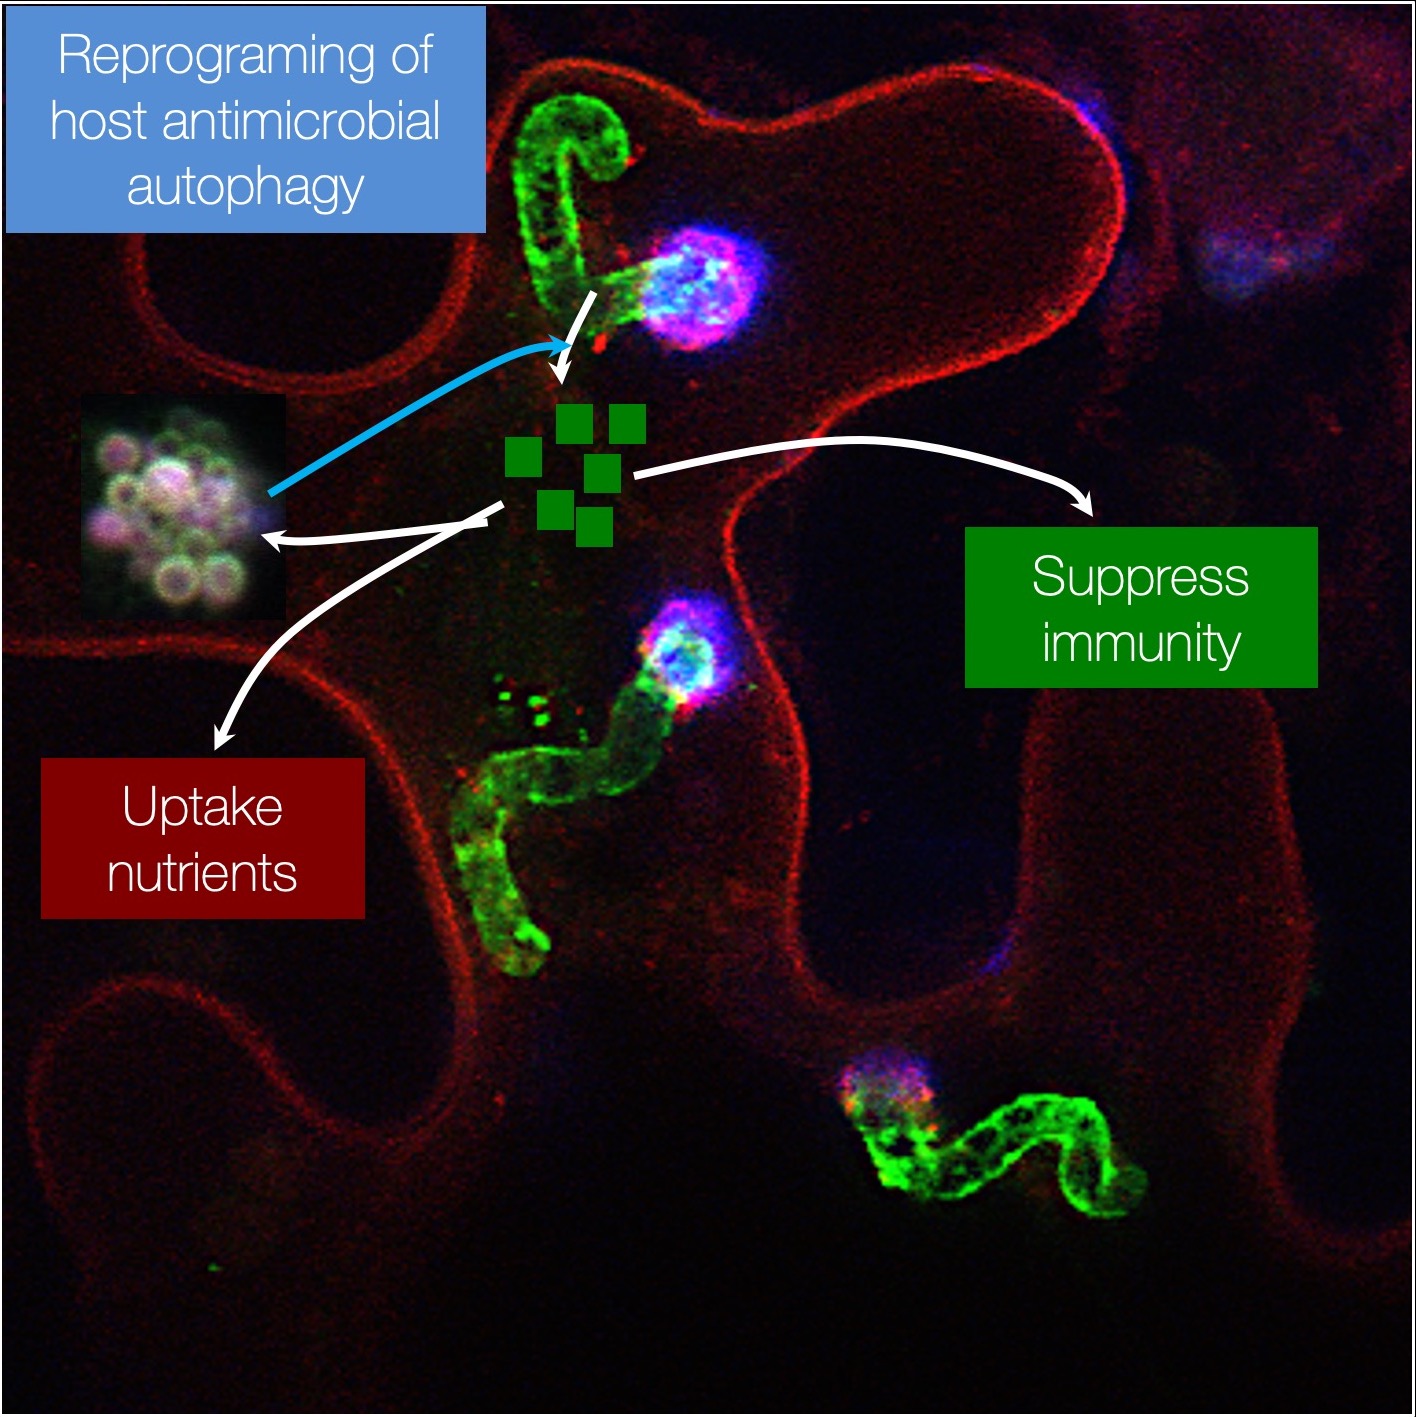 Reprograming of
host antimicrobial
autophagy
Suppress
immunity
Uptake
nutrients